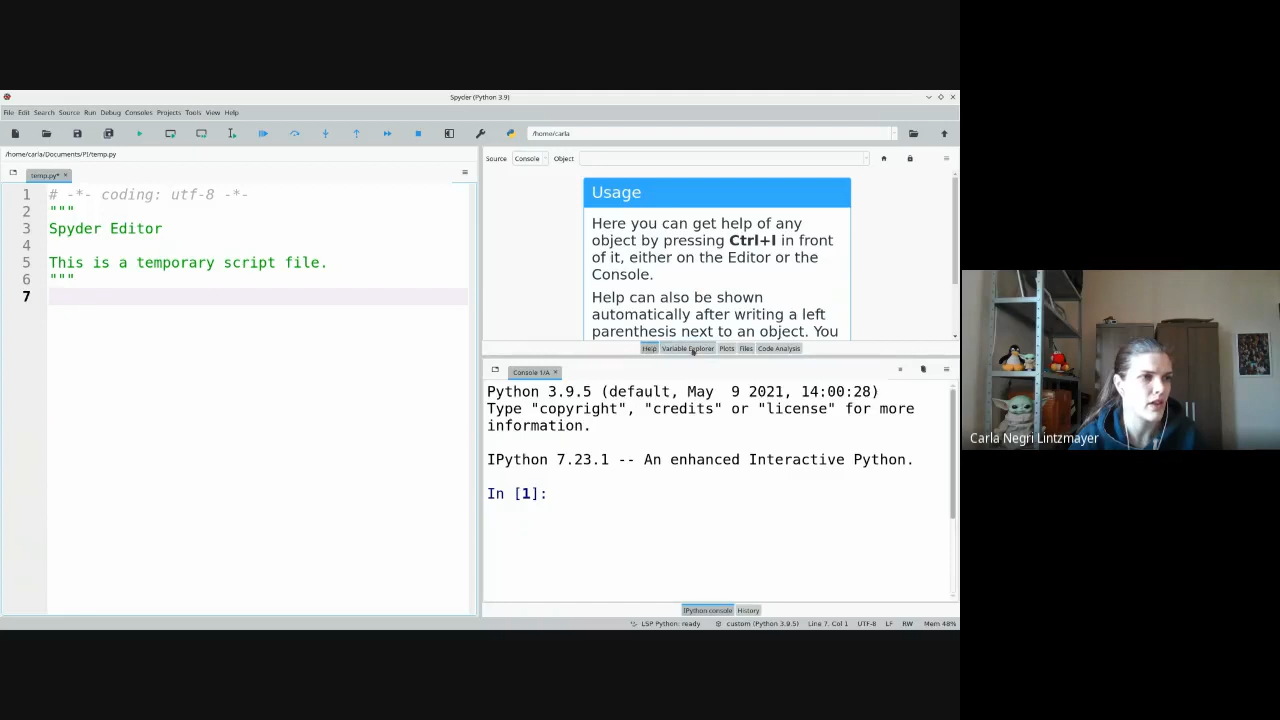 Spyder (Python 3.9)
File Edit Search Source Run Debug Consoles Projects Tools View Help
/home/carla
/home/carla/Documents/PI/temp.py
temp.py*
1 # -*- coding: utf-8 -*-
2 """
3 Spyder Editor
4
5 This is a temporary script file.
6 """
7
Source Console Object
Usage
Here you can get help of any
object by pressing Ctrl+I in front
of it, either on the Editor or the
Console.
Help can also be shown
automatically after writing a left
parenthesis next to an object. You
Help Variable Explorer Plots Files Code Analysis
Console 1/A
Python 3.9.5 (default, May  9 2021, 14:00:28)
Type "copyright", "credits" or "license" for more
information.
IPython 7.23.1 -- An enhanced Interactive Python.
In [1]:
IPython console History
LSP Python: ready custom (Python 3.9.5) Line 7, Col 1 UTF-8 LF RW Mem 48%
Carla Negri Lintzmayer